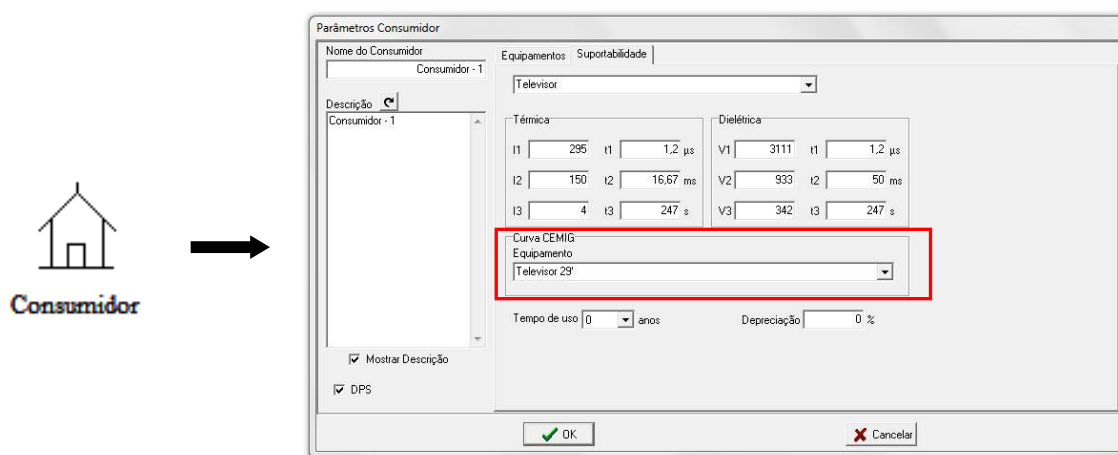 Parâmetros Consumidor
Nome do Consumidor
Consumidor - 1
Descrição
Consumidor - 1
Mostrar Descrição
DPS
Equipamentos Suportabilidade
Televisor
Térmica
I1 295 t1 1,2 µs
I2 150 t2 16,67 ms
I3 4 t3 247 s
Dielétrica
V1 3111 t1 1,2 µs
V2 933 t2 50 ms
V3 342 t3 247 s
Curva CEMIG
Equipamento
Televisor 29'
Tempo de uso 0 anos Depreciação 0 %
OK Cancelar
Consumidor